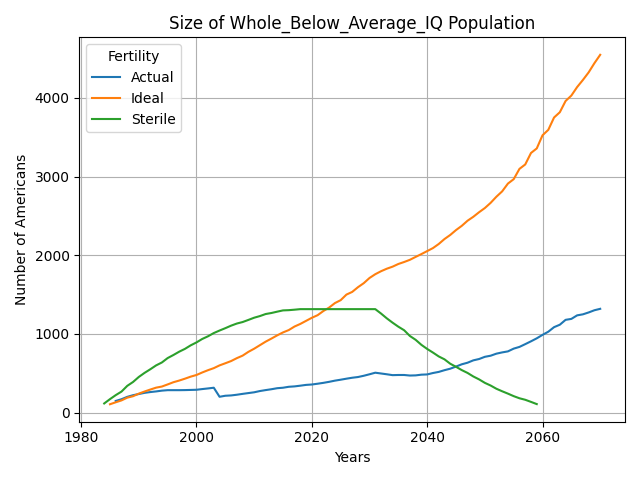 Size of Whole_Below_Average_IQ Population
Fertility
Actual
Ideal
Sterile
Number of Americans
4000
3000
2000
1000
0
1980
2000
2020
2040
2060
Years